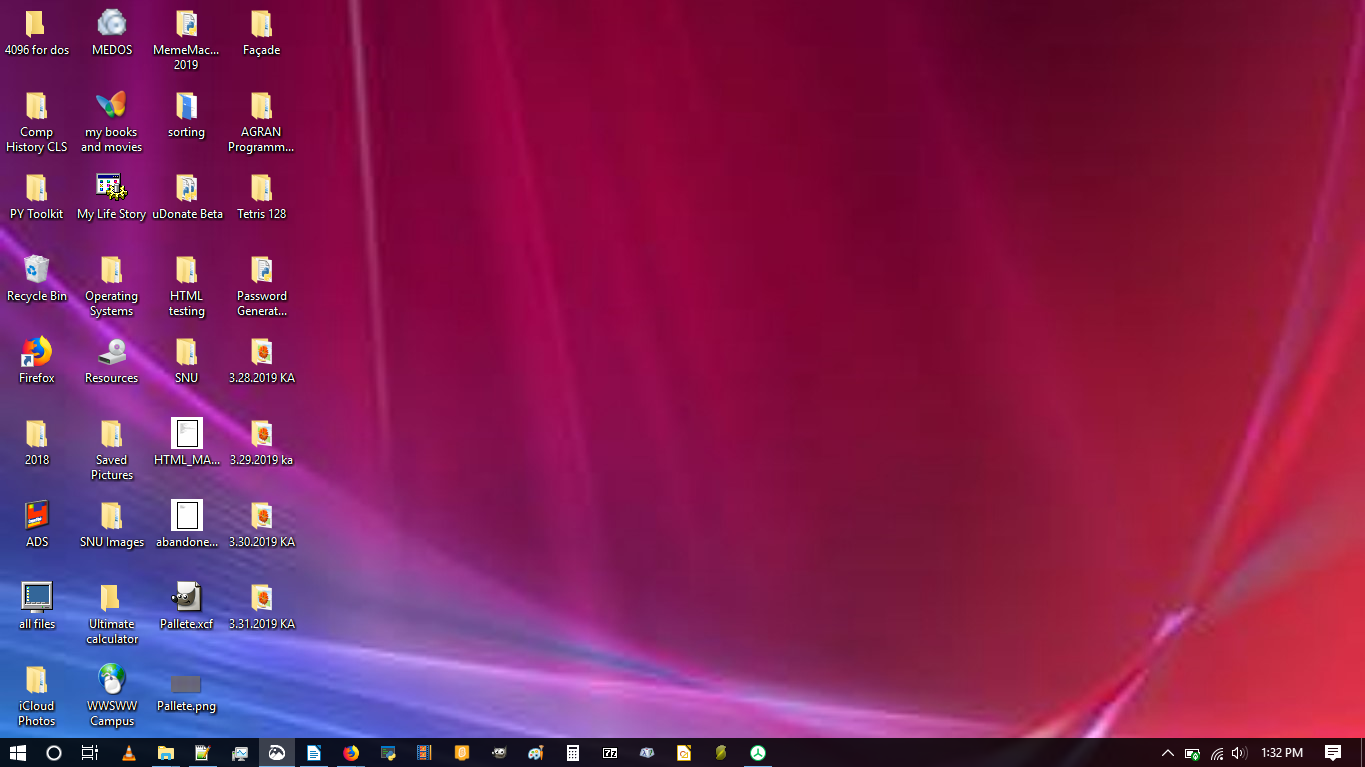 4096 for dos
MEDOS
MemeMac...
2019
Façade
Comp
History CLS
my books
and movies
sorting
AGRAN
Programm...
PY Toolkit
My Life Story
uDonate Beta
Tetris 128
Recycle Bin
Operating
Systems
HTML
testing
Password
Generat...
Firefox
Resources
SNU
3.28.2019 KA
2018
Saved
Pictures
HTML_MA...
3.29.2019 ka
ADS
SNU Images
abandone...
3.30.2019 KA
all files
Ultimate
calculator
Pallete.xcf
3.31.2019 KA
iCloud
Photos
WWSWW
Campus
Pallete.png
1:32 PM